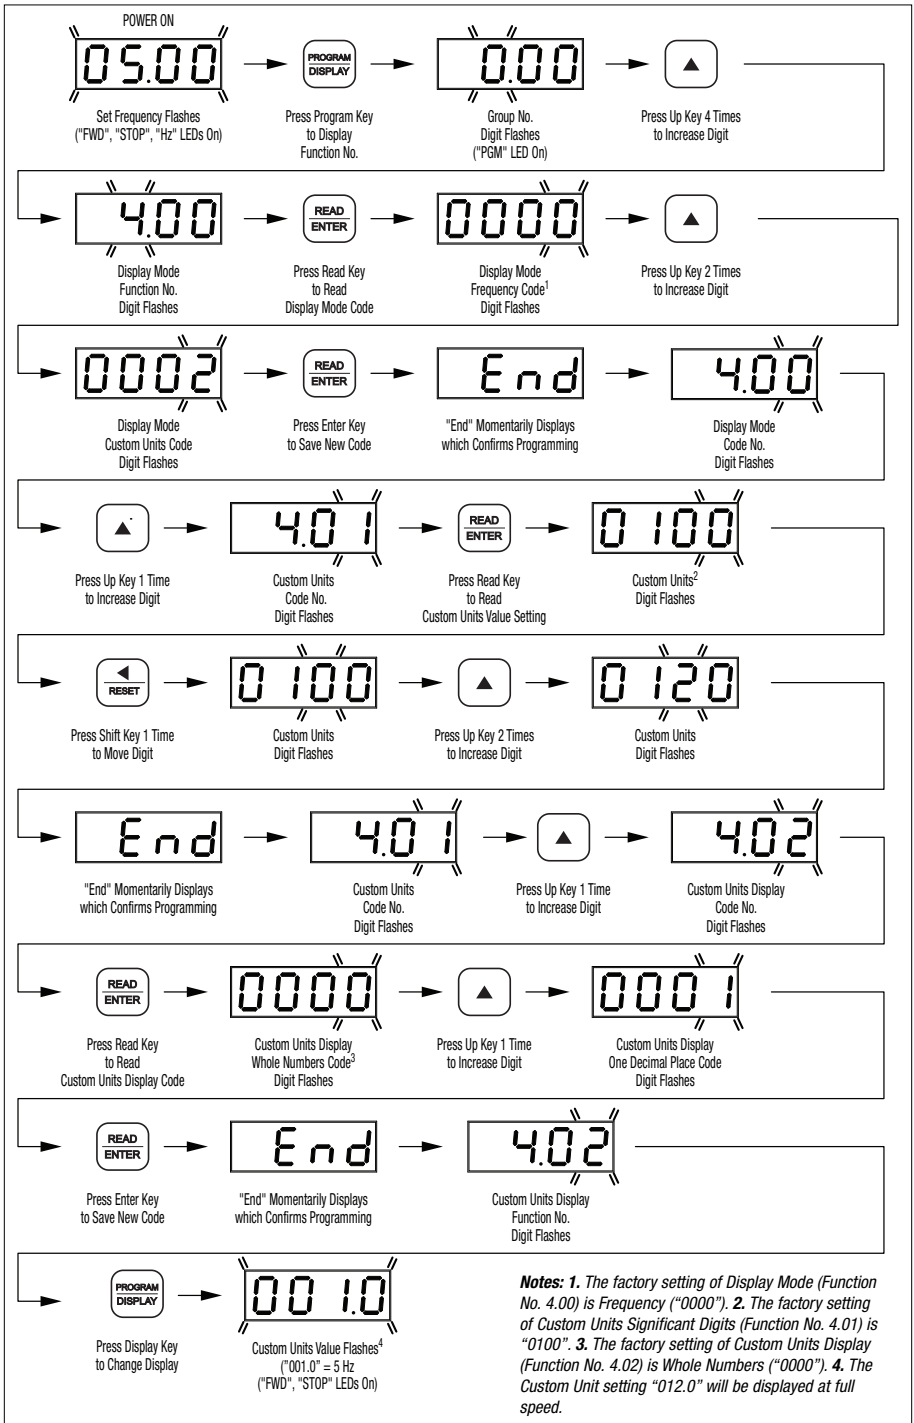 POWER ON
05.00
PROGRAM
DISPLAY
0.00
Set Frequency Flashes
("FWD", "STOP", "Hz" LEDs On)
Press Program Key
to Display
Function No.
Group No.
Digit Flashes
("PGM" LED On)
Press Up Key 4 Times
to Increase Digit
4.00
READ
ENTER
0000
Display Mode
Function No.
Digit Flashes
Press Read Key
to Read
Display Mode Code
Display Mode
Frequency Code1
Digit Flashes
Press Up Key 2 Times
to Increase Digit
0002
READ
ENTER
End
4.00
Display Mode
Custom Units Code
Digit Flashes
Press Enter Key
to Save New Code
"End" Momentarily Displays
which Confirms Programming
Display Mode
Code No.
Digit Flashes
4.01
READ
ENTER
0100
Press Up Key 1 Time
to Increase Digit
Custom Units
Code No.
Digit Flashes
Press Read Key
to Read
Custom Units Value Setting
Custom Units2
Digit Flashes
RESET
0100
0120
Press Shift Key 1 Time
to Move Digit
Custom Units
Digit Flashes
Press Up Key 2 Times
to Increase Digit
Custom Units
Digit Flashes
End
4.01
4.02
"End" Momentarily Displays
which Confirms Programming
Custom Units
Code No.
Digit Flashes
Press Up Key 1 Time
to Increase Digit
Custom Units Display
Code No.
Digit Flashes
READ
ENTER
0000
0001
Press Read Key
to Read
Custom Units Display Code
Custom Units Display
Whole Numbers Code3
Digit Flashes
Press Up Key 1 Time
to Increase Digit
Custom Units Display
One Decimal Place Code
Digit Flashes
READ
ENTER
End
4.02
Press Enter Key
to Save New Code
"End" Momentarily Displays
which Confirms Programming
Custom Units Display
Function No.
Digit Flashes
PROGRAM
DISPLAY
001.0
Press Display Key
to Change Display
Custom Units Value Flashes4
("001.0" = 5 Hz
("FWD", "STOP" LEDs On)
Notes: 1. The factory setting of Display Mode (Function
No. 4.00) is Frequency (“0000”). 2. The factory setting
of Custom Units Significant Digits (Function No. 4.01) is
“0100”. 3. The factory setting of Custom Units Display
(Function No. 4.02) is Whole Numbers (“0000”). 4. The
Custom Unit setting “012.0” will be displayed at full
speed.